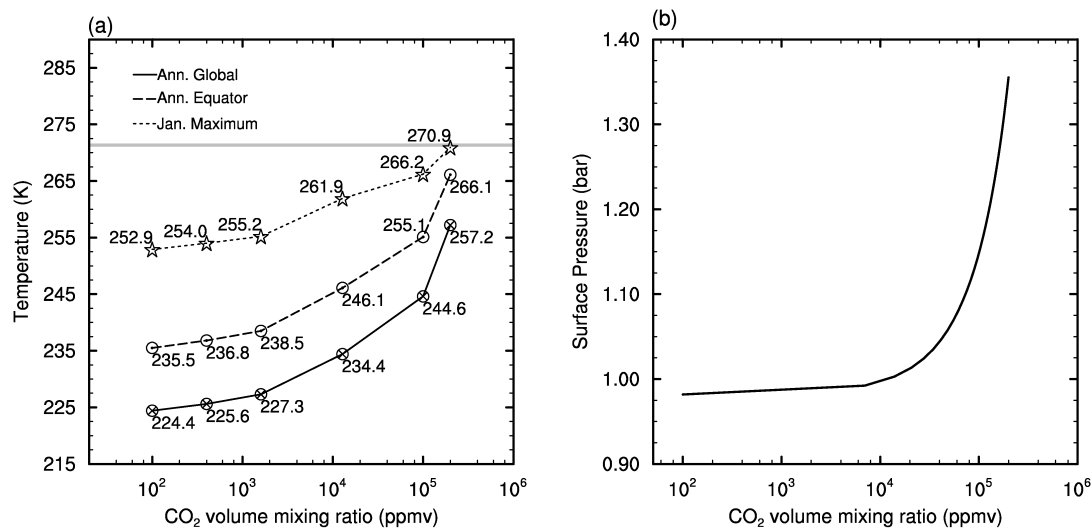 (a)
285
275
265
255
245
235
225
215
Temperature (K)
Ann. Global
Ann. Equator
Jan. Maximum
252.9
254.0
255.2
261.9
266.2
270.9
235.5
236.8
238.5
246.1
255.1
266.1
224.4
225.6
227.3
234.4
244.6
257.2
10² 10³ 10⁴ 10⁵ 10⁶
CO₂ volume mixing ratio (ppmv)
(b)
1.40
1.30
1.20
1.10
1.00
0.90
Surface Pressure (bar)
10² 10³ 10⁴ 10⁵ 10⁶
CO₂ volume mixing ratio (ppmv)